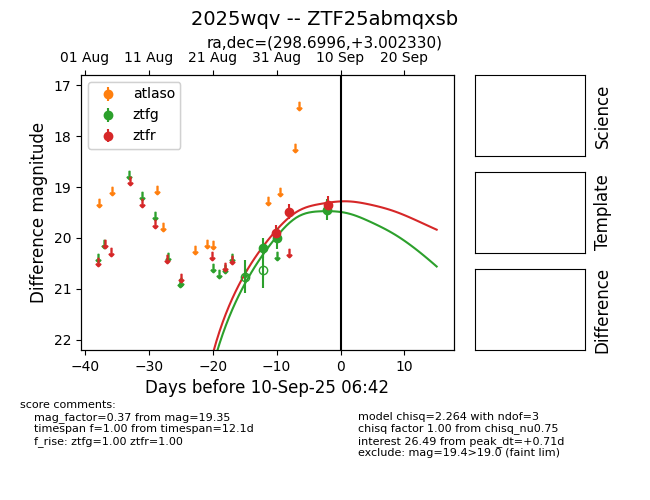 2025wqv -- ZTF25abmqxsb
ra,dec=(298.6996,+3.002330)
01 Aug 11 Aug 21 Aug 31 Aug 10 Sep 20 Sep
atlaso
ztfg
ztfr
17
18
19
20
21
22
Difference magnitude
−40 −30 −20 −10 0 10
Days before 10-Sep-25 06:42
Science
Template
Difference
score comments:
mag_factor=0.37 from mag=19.35
timespan f=1.00 from timespan=12.1d
f_rise: ztfg=1.00 ztfr=1.00
model chisq=2.264 with ndof=3
chisq factor 1.00 from chisq_nu0.75
interest 26.49 from peak_dt=+0.71d
exclude: mag=19.4>19.0 (faint lim)